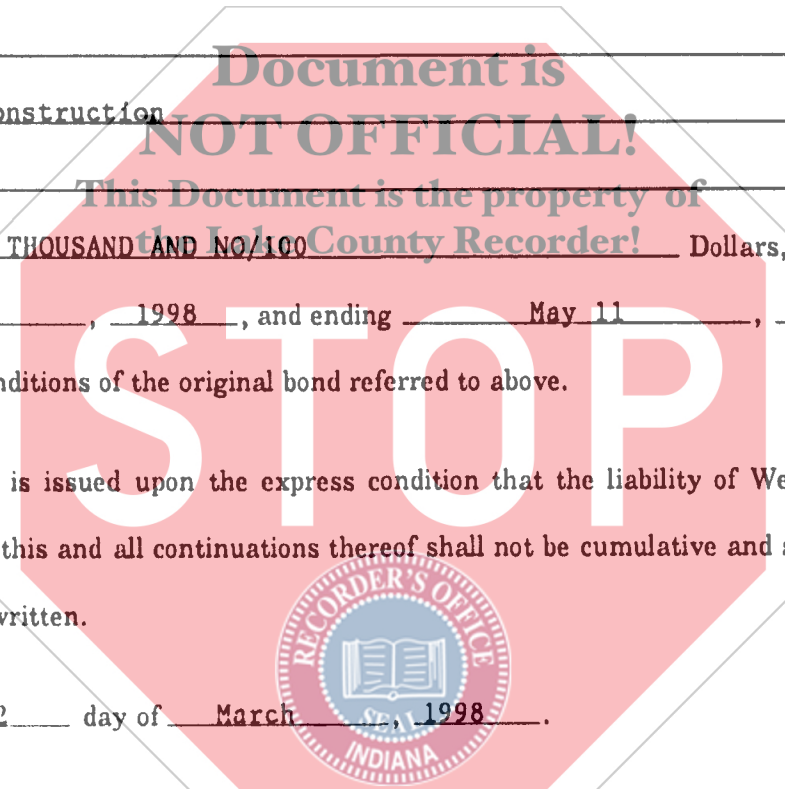 Document is
onstruction
NOT OFFICIAL!
This Document is the property of
the Lake County Recorder!
THOUSAND AND NO/100 Dollars,
, 1998 , and ending May 11 ,
nditions of the original bond referred to above.
STOP
is issued upon the express condition that the liability of We
this and all continuations thereof shall not be cumulative and
written.
RECORDER'S OFFICE
day of March , 1998 .
SEAL
INDIANA